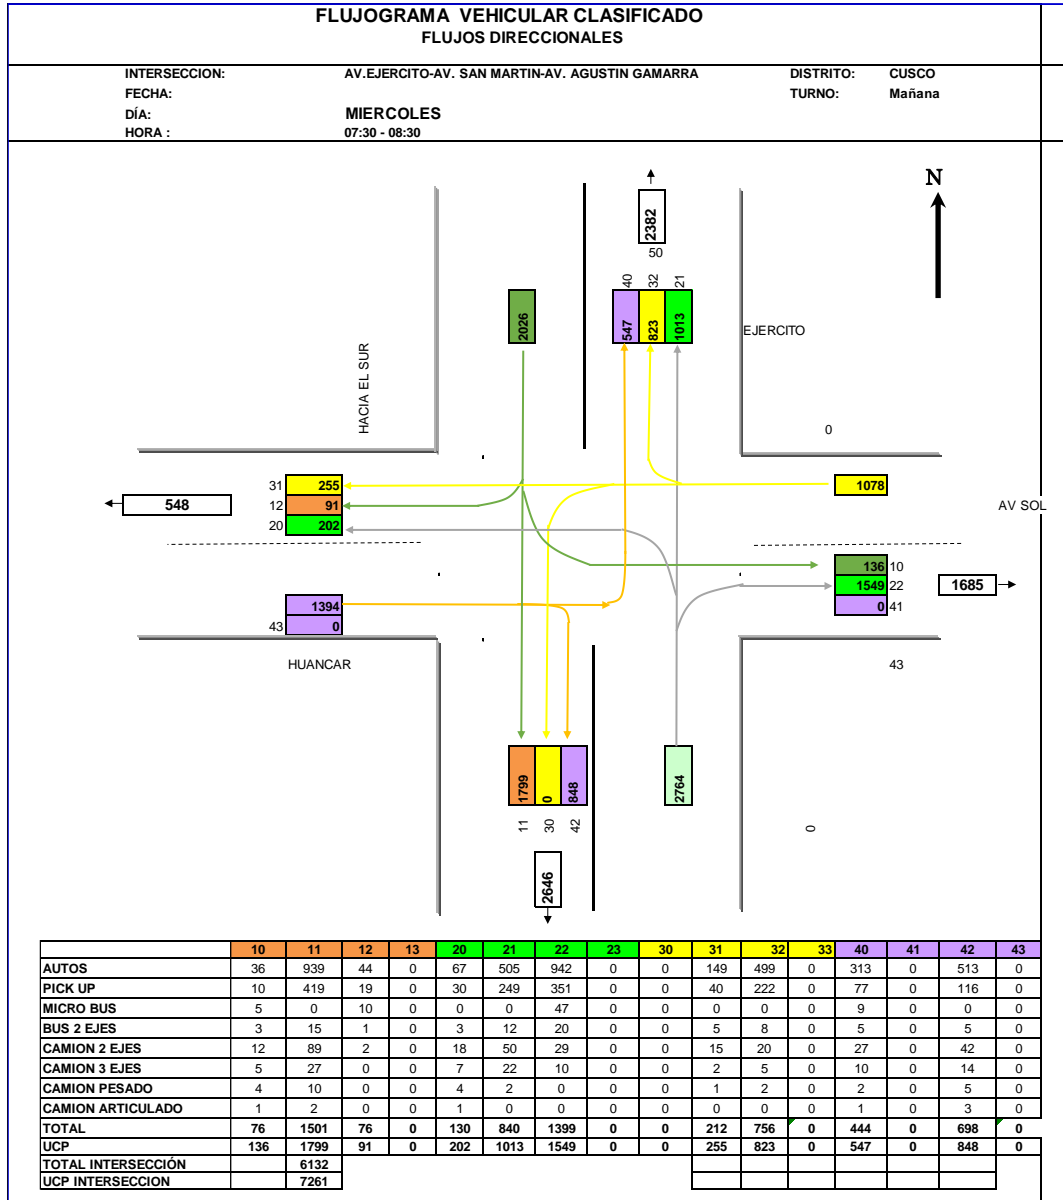 FLUJOGRAMA VEHICULAR CLASIFICADO
FLUJOS DIRECCIONALES
INTERSECCION: AV.EJERCITO-AV. SAN MARTIN-AV. AGUSTIN GAMARRA DISTRITO: CUSCO
FECHA: TURNO: Mañana
DÍA: MIERCOLES
HORA : 07:30 - 08:30
N
2382
50
40 32 21
2026
547 823 1013
EJERCITO
HACIA EL SUR
0
31 255
12 91
20 202
548
1078
AV SOL
136 10
1549 22
0 41
1685
1394
43 0
HUANCAR
43
1799 0 848
2764
11 30 42
0
2646
10 11 12 13 20 21 22 23 30 31 32 33 40 41 42 43
AUTOS 36 939 44 0 67 505 942 0 0 149 499 0 313 0 513 0
PICK UP 10 419 19 0 30 249 351 0 0 40 222 0 77 0 116 0
MICRO BUS 5 0 10 0 0 0 47 0 0 0 0 0 9 0 0 0
BUS 2 EJES 3 15 1 0 3 12 20 0 0 5 8 0 5 0 5 0
CAMION 2 EJES 12 89 2 0 18 50 29 0 0 15 20 0 27 0 42 0
CAMION 3 EJES 5 27 0 0 7 22 10 0 0 2 5 0 10 0 14 0
CAMION PESADO 4 10 0 0 4 2 0 0 0 1 2 0 2 0 5 0
CAMION ARTICULADO 1 2 0 0 1 0 0 0 0 0 0 0 1 0 3 0
TOTAL 76 1501 76 0 130 840 1399 0 0 212 756 0 444 0 698 0
UCP 136 1799 91 0 202 1013 1549 0 0 255 823 0 547 0 848 0
TOTAL INTERSECCIÓN 6132
UCP INTERSECCION 7261